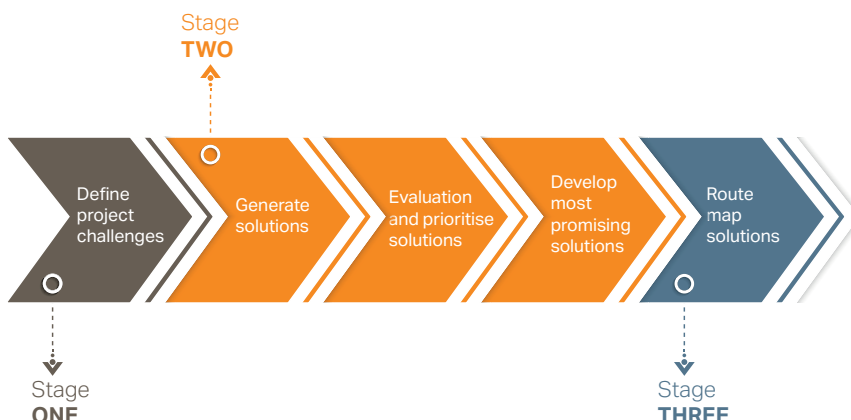 Stage
TWO
Define
project
challenges
Generate
solutions
Evaluation
and prioritise
solutions
Develop
most
promising
solutions
Route
map
solutions
Stage
ONE
Stage
THREE